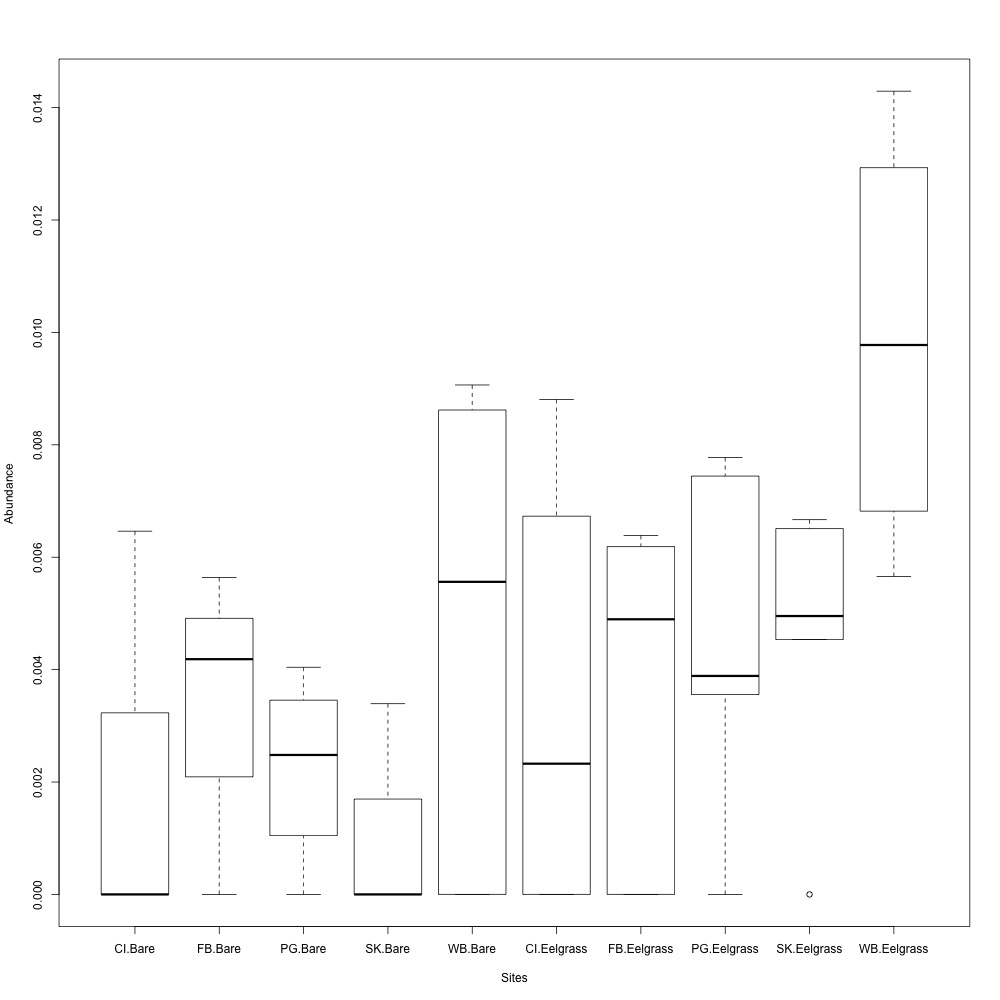 Abundance
0.014
0.012
0.010
0.008
0.006
0.004
0.002
0.000
CI.Bare FB.Bare PG.Bare SK.Bare WB.Bare CI.Eelgrass FB.Eelgrass PG.Eelgrass SK.Eelgrass WB.Eelgrass
Sites